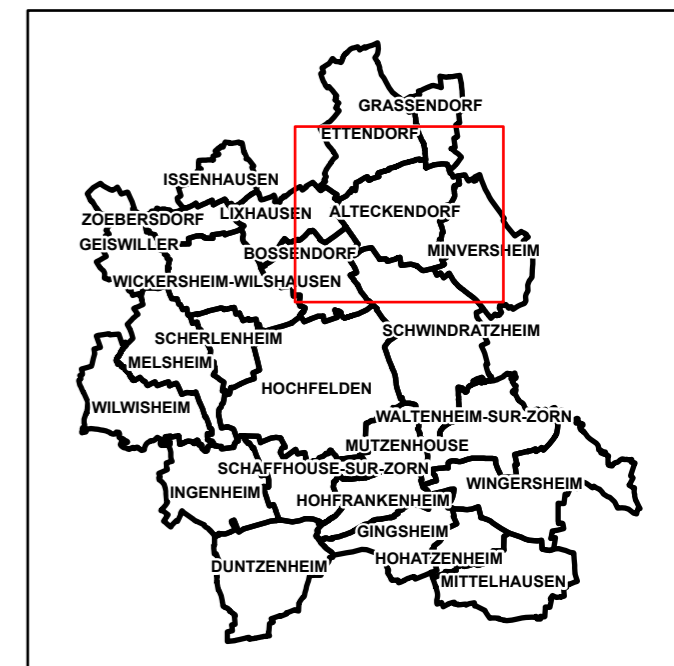 GRASSENDORF
ETTENDORF
ISSENHAUSEN
ZOEBERSDORF
LIXHAUSEN
ALTECKENDORF
GEISWILLER
BOSSENDORF
MINVERSHEIM
WICKERSHEIM-WILSHAUSEN
SCHERLENHEIM
SCHWINDRATZHEIM
MELSHEIM
HOCHFELDEN
WILWISHEIM
WALTENHEIM-SUR-ZORN
MUTZENHOUSE
SCHAFFHOUSE-SUR-ZORN
INGENHEIM
WINGERSHEIM
HOHFRANKENHEIM
GINGSHEIM
DUNTZENHEIM
HOHATZENHEIM
MITTELHAUSEN